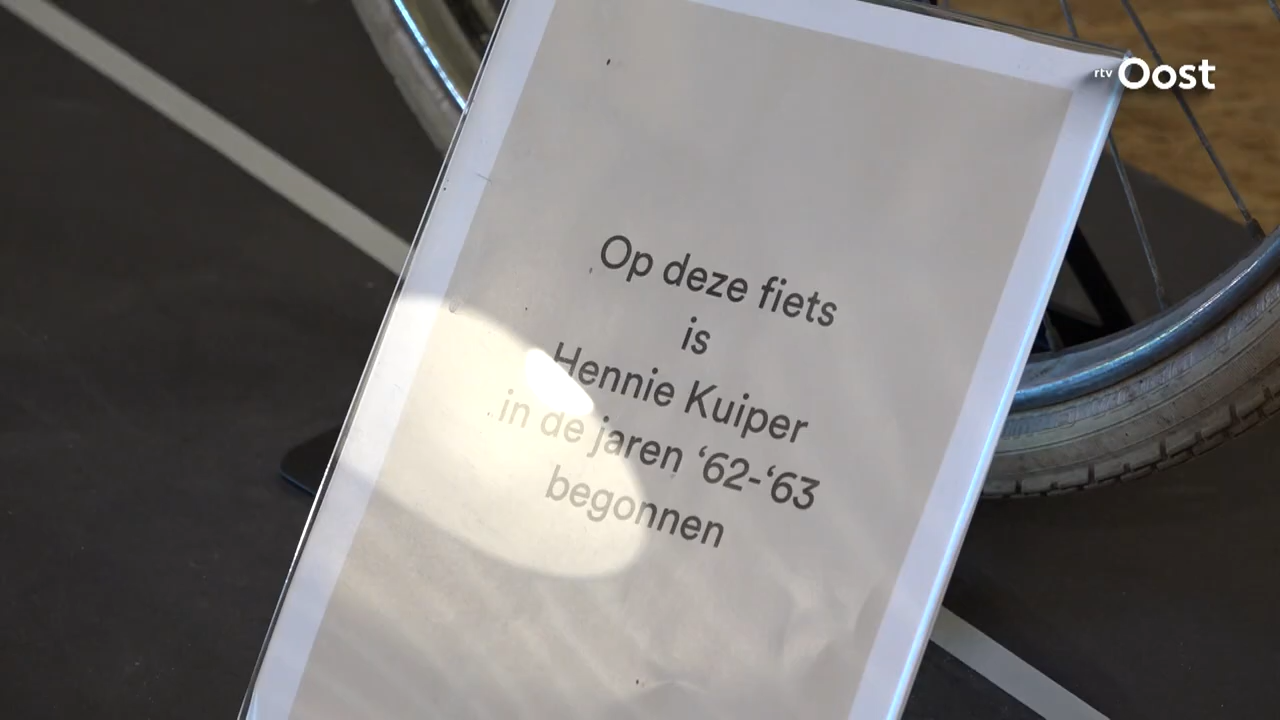 rtv Oost
Op deze fiets
is
Hennie Kuiper
in de jaren ‘62-‘63
begonnen